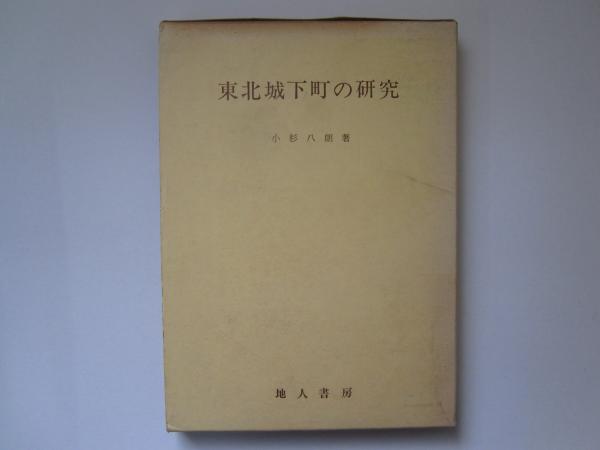 東北城下町の研究
小杉八朗著
地人書房